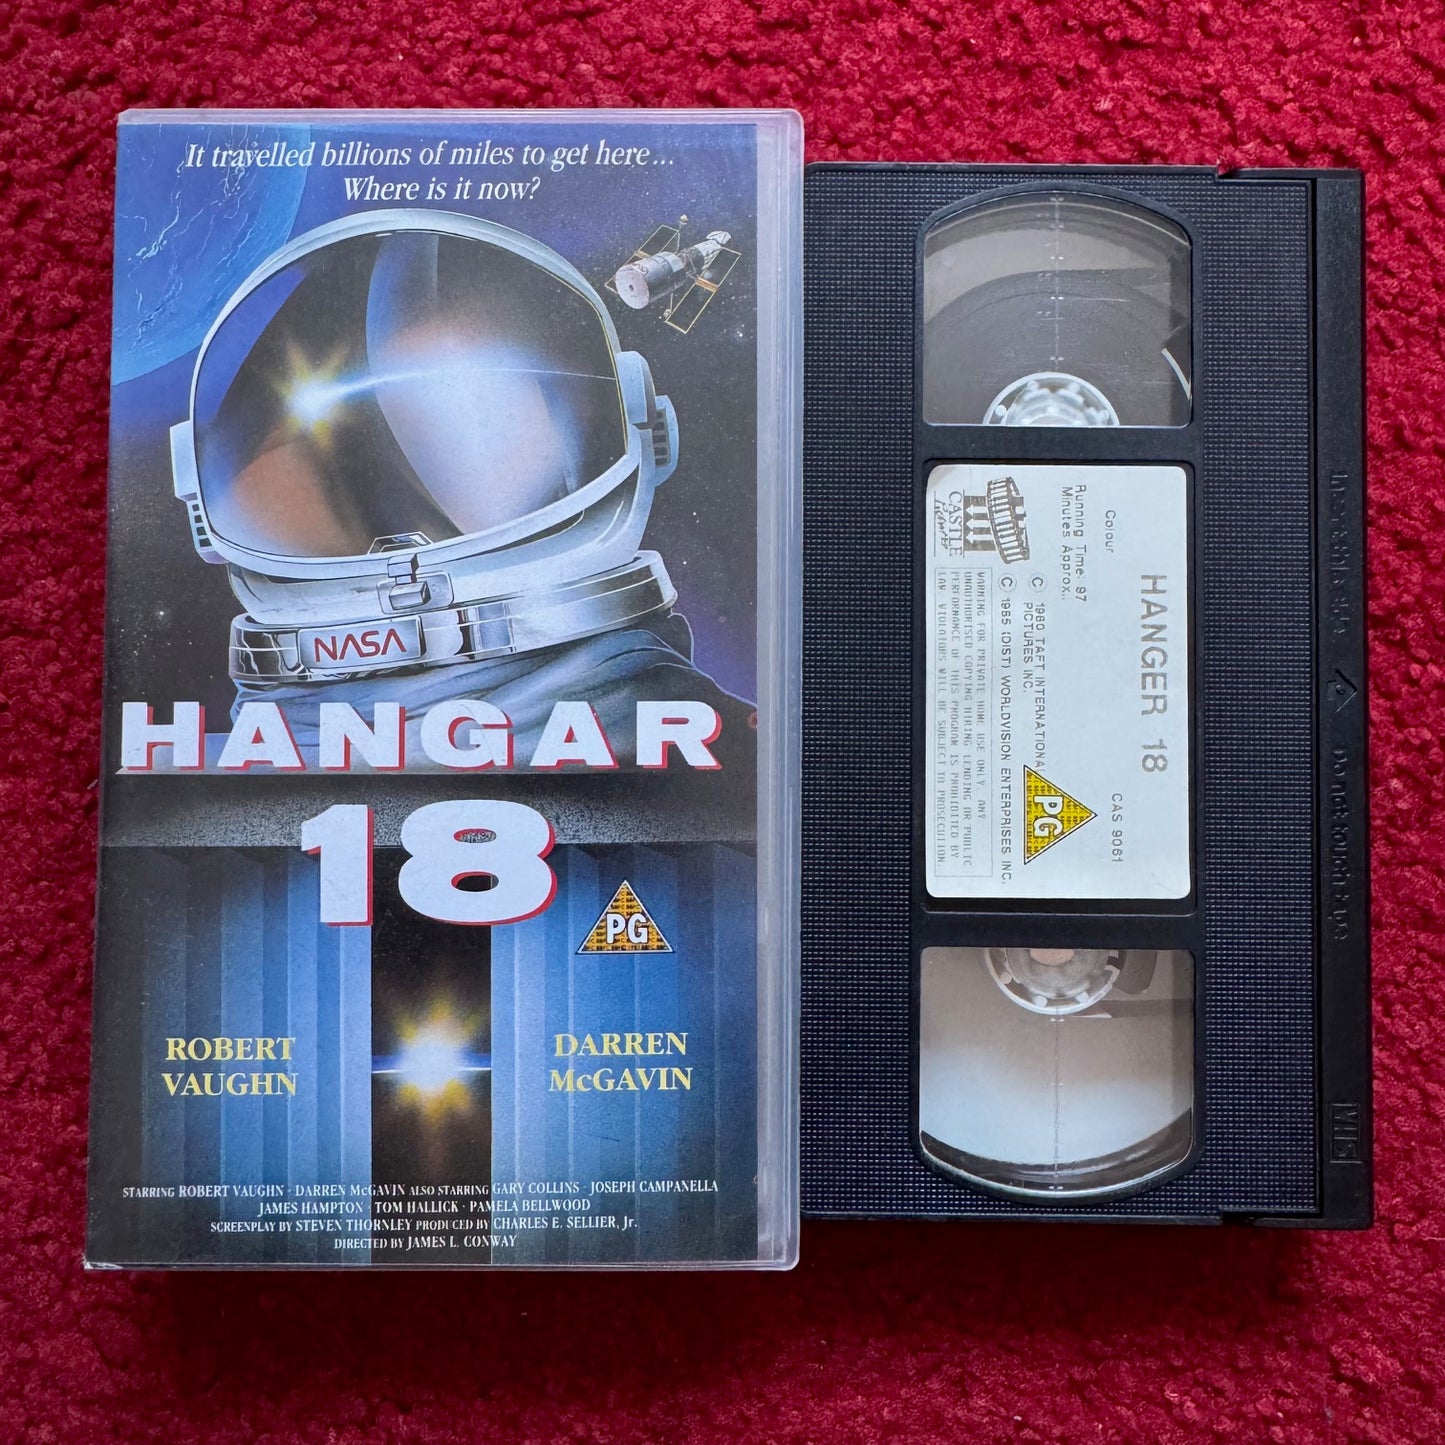 It travelled billions of miles to get here...
Where is it now?
NASA
HANGAR
18
PG
ROBERT
VAUGHN
DARREN
McGAVIN
STARRING ROBERT VAUGHN · DARREN McGAVIN ALSO STARRING GARY COLLINS · JOSEPH CAMPANELLA
JAMES HAMPTON · TOM HALLICK · PAMELA BELLWOOD
SCREENPLAY BY STEVEN THORNLEY PRODUCED BY CHARLES E. SELLIER, Jr.
DIRECTED BY JAMES L. CONWAY
HANGER 18
CAS 9061
Colour
Running Time: 97
Minutes Approx..
© 1980 TAFT INTERNATIONAL
PICTURES INC.
© 1985 (DIST) WORLDVISION ENTERPRISES INC.
PG
CASTLE
WARNING FOR PRIVATE HOME USE ONLY. ANY
UNAUTHORISED COPYING HIRING LENDING OR PUBLIC
PERFORMANCE OF THIS PROGRAM IS PROHIBITED BY
LAW. VIOLATORS WILL BE SUBJECT TO PROSECUTION.
VHS